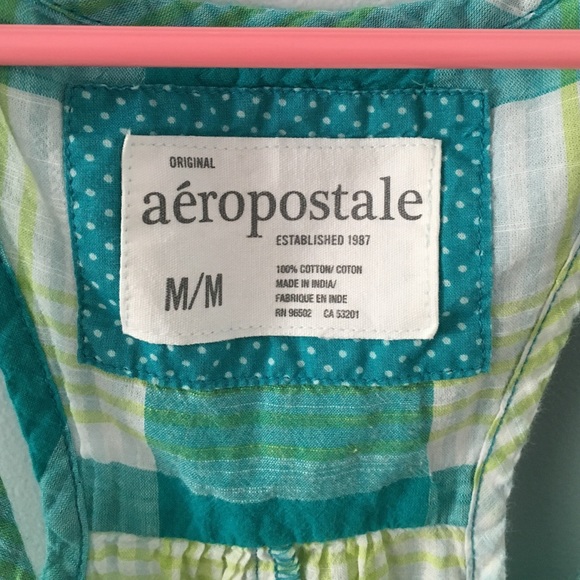 ORIGINAL
aéropostale
ESTABLISHED 1987
M/M
100% COTTON/ COTON
MADE IN INDIA/
FABRIQUE EN INDE
RN 96502 CA 53201